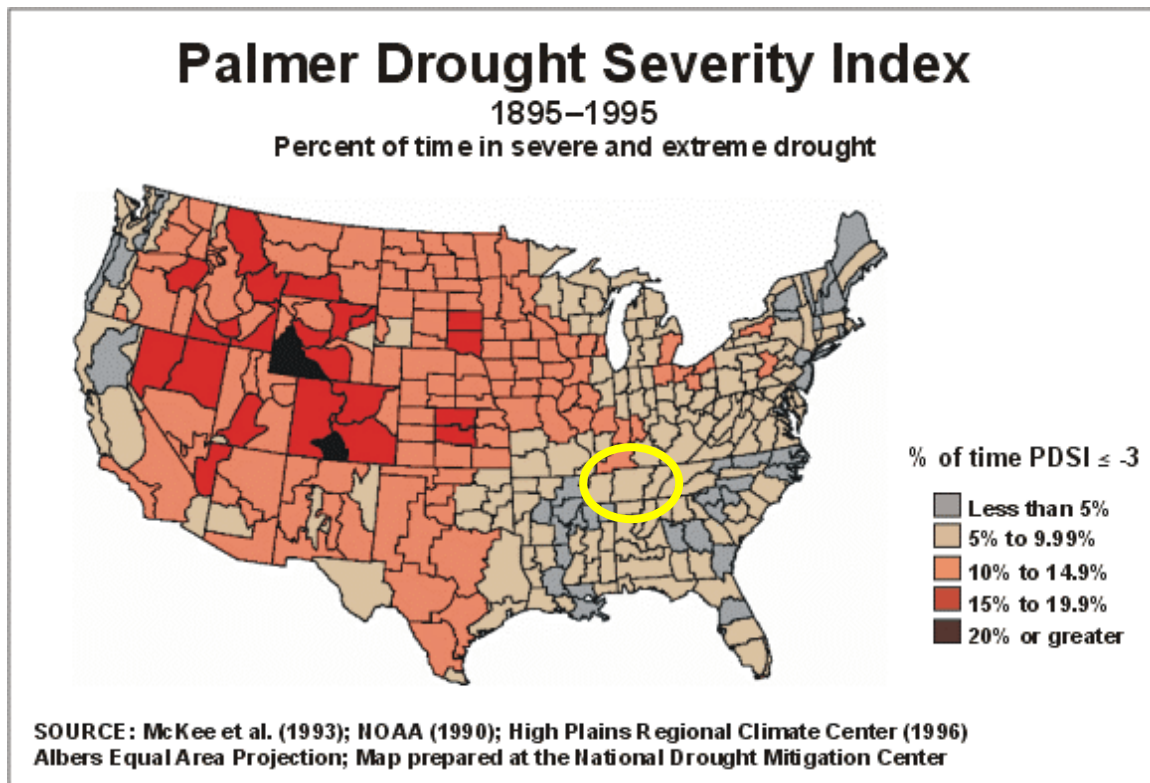 Palmer Drought Severity Index
1895–1995
Percent of time in severe and extreme drought
% of time PDSI ≤ -3
Less than 5%
5% to 9.99%
10% to 14.9%
15% to 19.9%
20% or greater
SOURCE: McKee et al. (1993); NOAA (1990); High Plains Regional Climate Center (1996)
Albers Equal Area Projection; Map prepared at the National Drought Mitigation Center